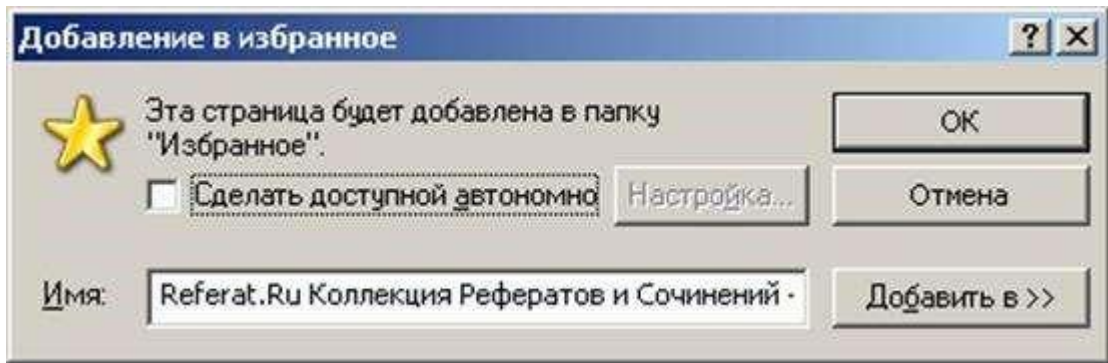 Добавление в избранное
Эта страница будет добавлена в папку
"Избранное".
OK
Сделать доступной автономно
Настройка...
Отмена
Имя:
Referat.Ru Коллекция Рефератов и Сочинений -
Добавить в >>